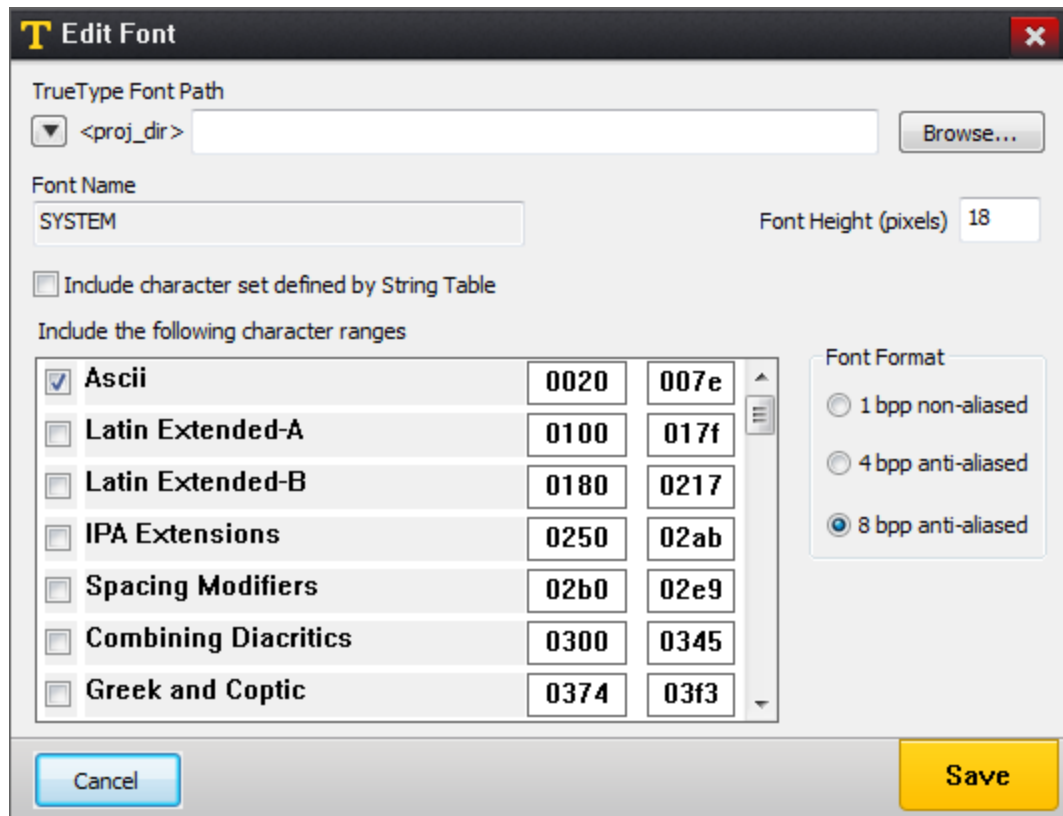 T Edit Font
TrueType Font Path
<proj_dir> Browse...
Font Name
SYSTEM
Font Height (pixels) 18
Include character set defined by String Table
Include the following character ranges
Ascii 0020 007e
Latin Extended-A 0100 017f
Latin Extended-B 0180 0217
IPA Extensions 0250 02ab
Spacing Modifiers 02b0 02e9
Combining Diacritics 0300 0345
Greek and Coptic 0374 03f3
Font Format
1 bpp non-aliased
4 bpp anti-aliased
8 bpp anti-aliased
Cancel
Save